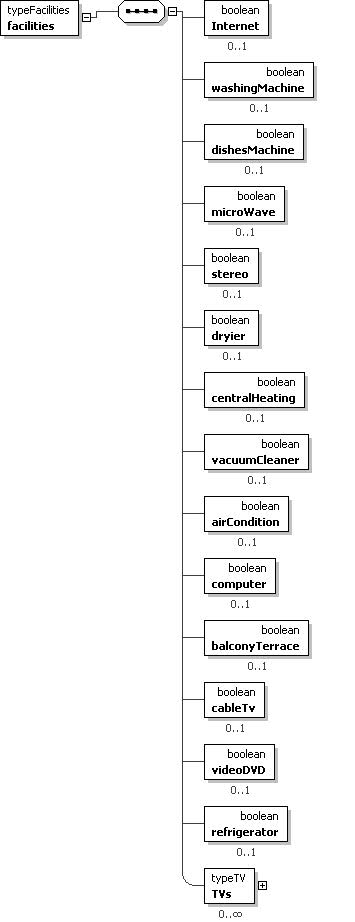 typeFacilities
facilities
boolean
Internet
0..1
boolean
washingMachine
0..1
boolean
dishesMachine
0..1
boolean
microWave
0..1
boolean
stereo
0..1
boolean
dryier
0..1
boolean
centralHeating
0..1
boolean
vacuumCleaner
0..1
boolean
airCondition
0..1
boolean
computer
0..1
boolean
balconyTerrace
0..1
boolean
cableTv
0..1
boolean
videoDVD
0..1
boolean
refrigerator
0..1
typeTV
TVs
0..∞